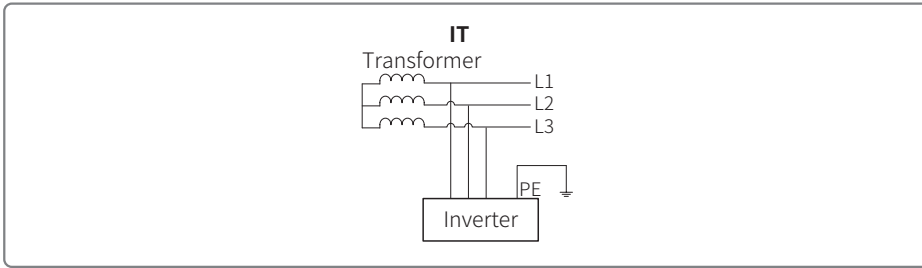 IT
Transformer
L1
L2
L3
PE
Inverter